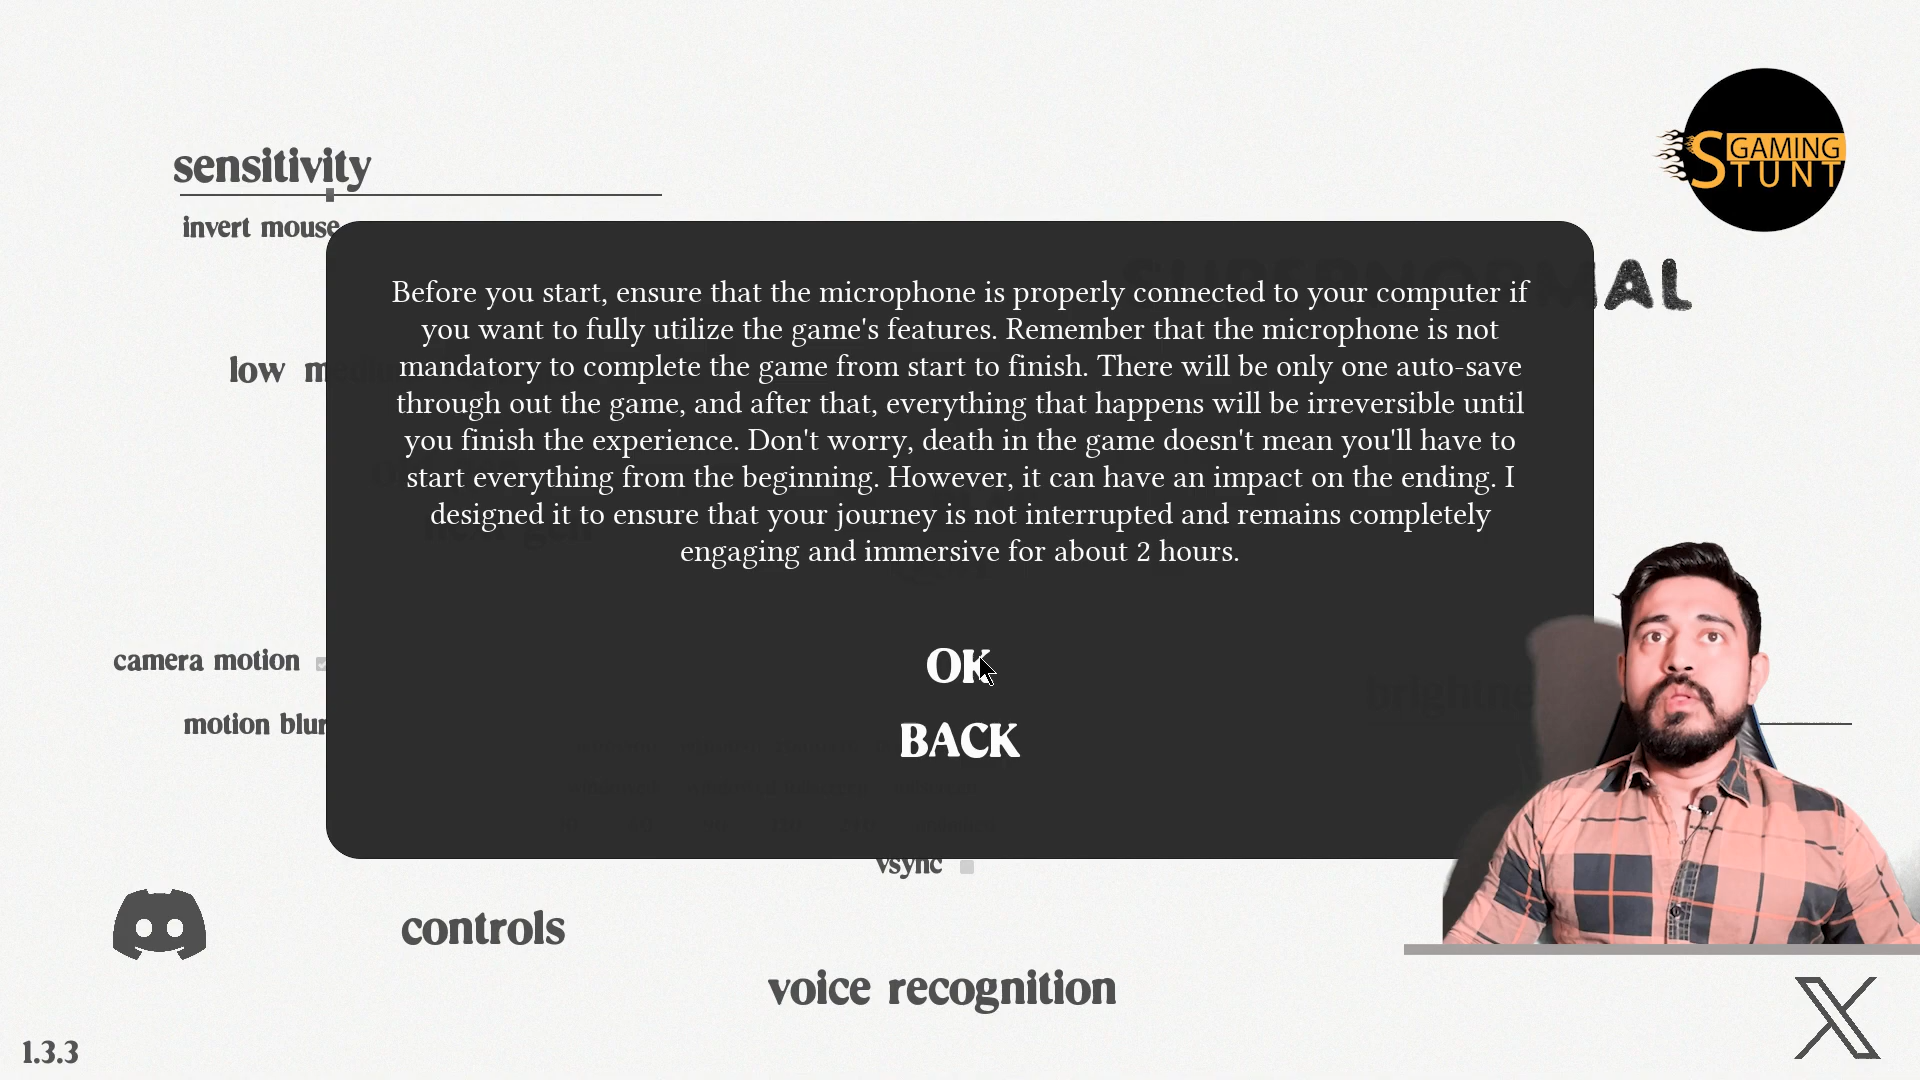 sensitivity
GAMING
STUNT
invert mouse
SUPERNORMAL
Before you start, ensure that the microphone is properly connected to your computer if
you want to fully utilize the game's features. Remember that the microphone is not
low medium
mandatory to complete the game from start to finish. There will be only one auto-save
through out the game, and after that, everything that happens will be irreversible until
you finish the experience. Don't worry, death in the game doesn't mean you'll have to
start everything from the beginning. However, it can have an impact on the ending. I
designed it to ensure that your journey is not interrupted and remains completely
next gen
engaging and immersive for about 2 hours.
OK
camera motion
motion blur
BACK
vsync
controls
voice recognition
1.3.3